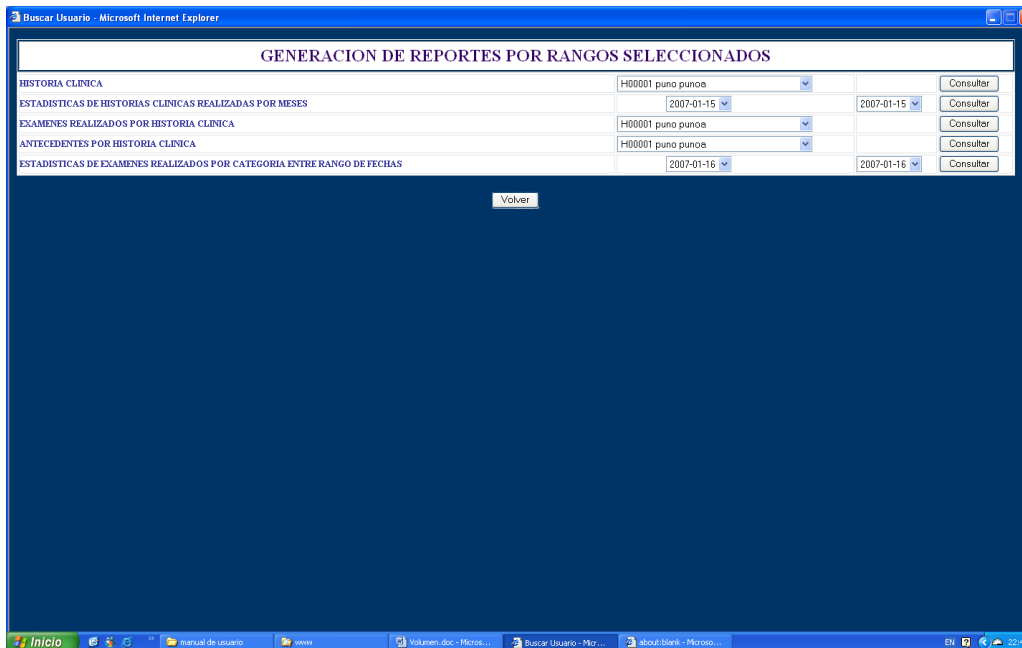 Buscar Usuario - Microsoft Internet Explorer
GENERACION DE REPORTES POR RANGOS SELECCIONADOS
HISTORIA CLINICA H00001 puno punoa Consultar
ESTADISTICAS DE HISTORIAS CLINICAS REALIZADAS POR MESES 2007-01-15 2007-01-15 Consultar
EXAMENES REALIZADOS POR HISTORIA CLINICA H00001 puno punoa Consultar
ANTECEDENTES POR HISTORIA CLINICA H00001 puno punoa Consultar
ESTADISTICAS DE EXAMENES REALIZADOS POR CATEGORIA ENTRE RANGO DE FECHAS 2007-01-16 2007-01-16 Consultar
Volver
Inicio » manual de usuario www Volumen.doc - Micros... Buscar Usuario - Micr... about:blank - Microso... EN ? 22: